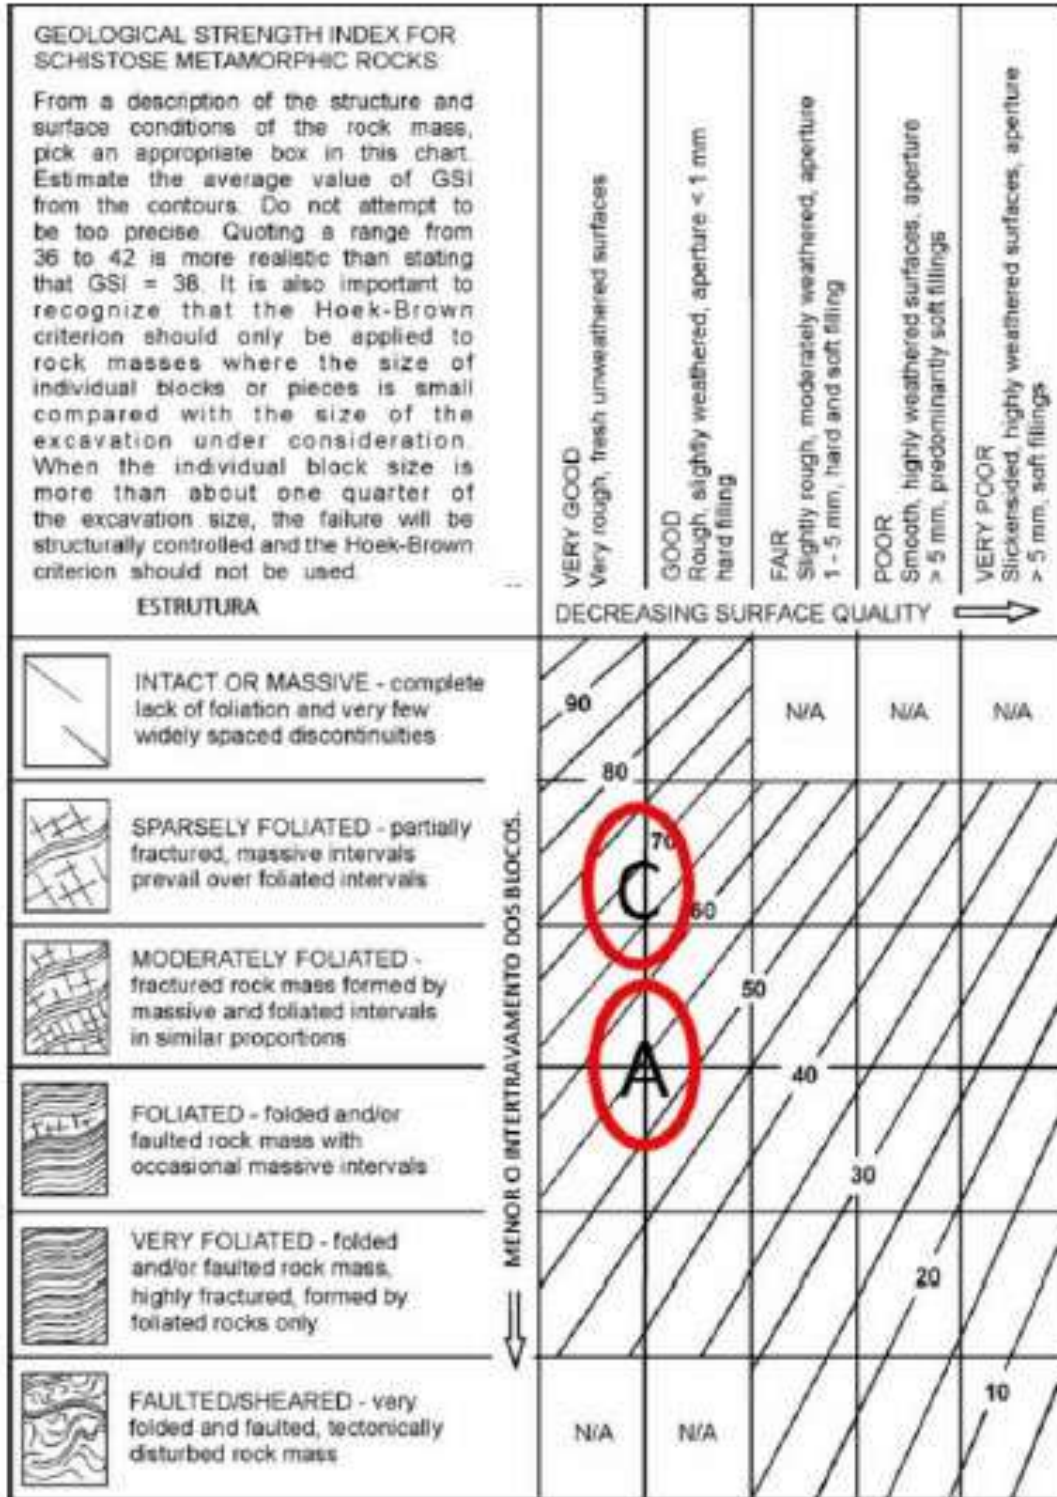 GEOLOGICAL STRENGTH INDEX FOR
SCHISTOSE METAMORPHIC ROCKS
From a description of the structure and
surface conditions of the rock mass,
pick an appropriate box in this chart.
Estimate the average value of GSI
from the contours. Do not attempt to
be too precise. Quoting a range from
36 to 42 is more realistic than stating
that GSI = 38. It is also important to
recognize that the Hoek-Brown
criterion should only be applied to
rock masses where the size of
individual blocks or pieces is small
compared with the size of the
excavation under consideration.
When the individual block size is
more than about one quarter of
the excavation size, the failure will be
structurally controlled and the Hoek-Brown
criterion should not be used.
ESTRUTURA
VERY GOOD
Very rough, fresh unweathered surfaces
GOOD
Rough, slightly weathered, aperture < 1 mm
hard filling
FAIR
Slightly rough, moderately weathered, aperture
1 - 5 mm, hard and soft filling
POOR
Smooth, highly weathered surfaces, aperture
> 5 mm, predominantly soft fillings
VERY POOR
Slickensided, highly weathered surfaces, aperture
> 5 mm, soft fillings
DECREASING SURFACE QUALITY
MENOR O INTERTRAVAMENTO DOS BLOCOS.
INTACT OR MASSIVE - complete
lack of foliation and very few
widely spaced discontinuities
90
N/A
N/A
N/A
80
SPARSELY FOLIATED - partially
fractured, massive intervals
prevail over foliated intervals
70
C
60
MODERATELY FOLIATED -
fractured rock mass formed by
massive and foliated intervals
in similar proportions
50
A
40
FOLIATED - folded and/or
faulted rock mass with
occasional massive intervals
30
VERY FOLIATED - folded
and/or faulted rock mass,
highly fractured, formed by
foliated rocks only
20
FAULTED/SHEARED - very
folded and faulted, tectonically
disturbed rock mass
N/A
N/A
10